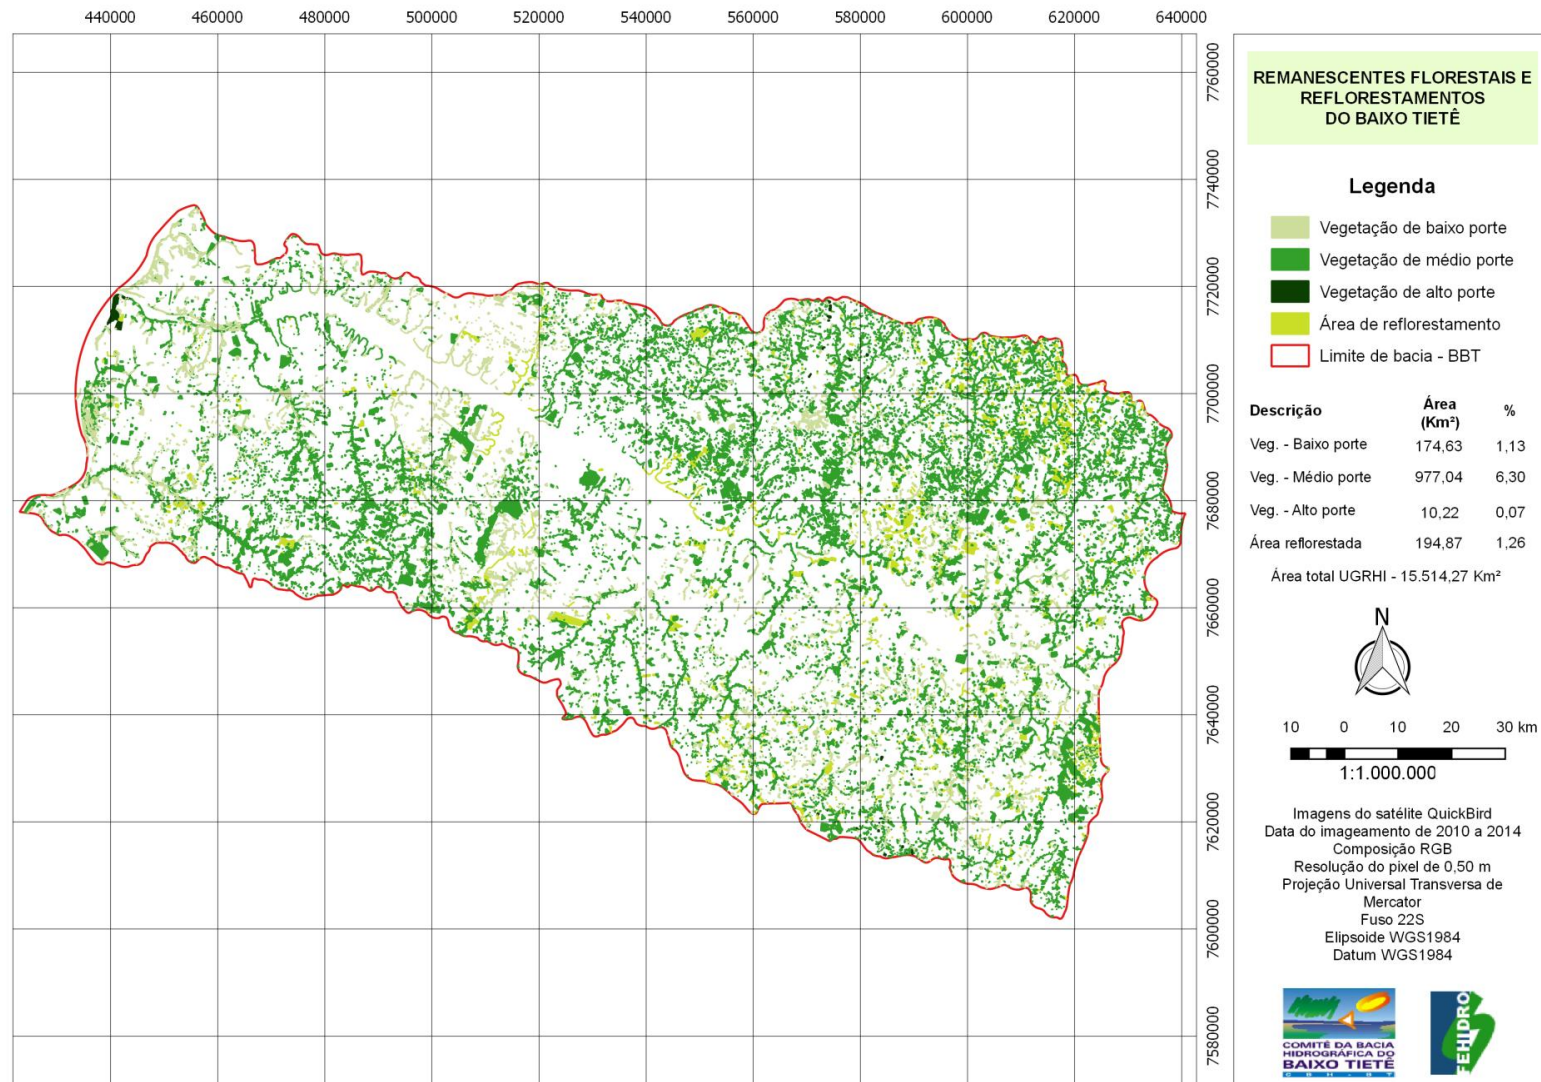 440000 460000 480000 500000 520000 540000 560000 580000 600000 620000 640000
7760000
7740000
7720000
7700000
7680000
7660000
7640000
7620000
7600000
7580000
REMANESCENTES FLORESTAIS E
REFLORESTAMENTOS
DO BAIXO TIETÊ
Legenda
Vegetação de baixo porte
Vegetação de médio porte
Vegetação de alto porte
Área de reflorestamento
Limite de bacia - BBT
Descrição Área (Km²) %
Veg. - Baixo porte 174,63 1,13
Veg. - Médio porte 977,04 6,30
Veg. - Alto porte 10,22 0,07
Área reflorestada 194,87 1,26
Área total UGRHI - 15.514,27 Km²
N
10 0 10 20 30 km
1:1.000.000
Imagens do satélite QuickBird
Data do imageamento de 2010 a 2014
Composição RGB
Resolução do pixel de 0,50 m
Projeção Universal Transversa de
Mercator
Fuso 22S
Elipsoide WGS1984
Datum WGS1984
COMITÊ DA BACIA
HIDROGRÁFICA DO
BAIXO TIETÊ
CBH-BT
FEHIDRO